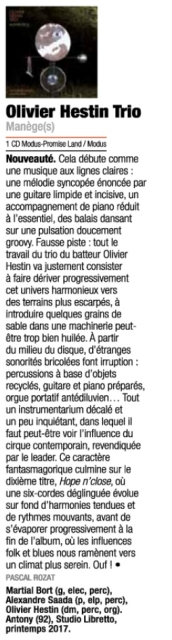 Olivier Hestin Trio
Manège(s)
1 CD Modus-Promise Land / Modus
Nouveauté. Cela débute comme
une musique aux lignes claires :
une mélodie syncopée énoncée par
une guitare limpide et incisive, un
accompagnement de piano réduit
à l'essentiel, des balais dansant
sur une pulsation doucement
groovy. Fausse piste : tout le
travail du trio du batteur Olivier
Hestin va justement consister
à faire dériver progressivement
cet univers harmonieux vers
des terrains plus escarpés, à
introduire quelques grains de
sable dans une machinerie peut-
être trop bien huilée. À partir
du milieu du disque, d'étranges
sonorités bricolées font irruption :
percussions à base d'objets
recyclés, guitare et piano préparés,
orgue portatif antédiluvien… Tout
un instrumentarium décalé et
un peu inquiétant, dans lequel il
faut peut-être voir l'influence du
cirque contemporain, revendiquée
par le leader. Ce caractère
fantasmagorique culmine sur le
dixième titre, Hope n'close, où
une six-cordes déglinguée évolue
sur fond d'harmonies tendues et
de rythmes mouvants, avant de
s'évaporer progressivement à la
fin de l'album, où les influences
folk et blues nous ramènent vers
un climat plus serein. Ouf ! •
PASCAL ROZAT
Martial Bort (g, elec, perc),
Alexandre Saada (p, elp, perc),
Olivier Hestin (dm, perc, org).
Antony (92), Studio Libretto,
printemps 2017.